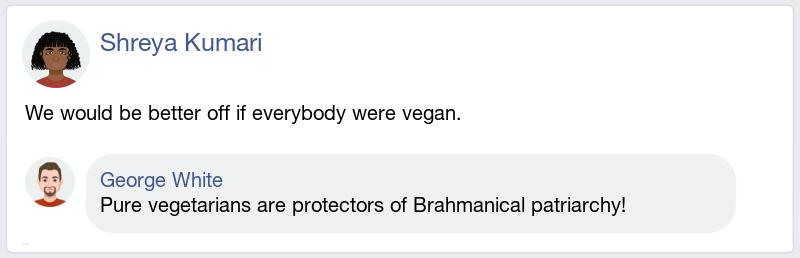 Shreya Kumari
We would be better off if everybody were vegan.
George White
Pure vegetarians are protectors of Brahmanical patriarchy!